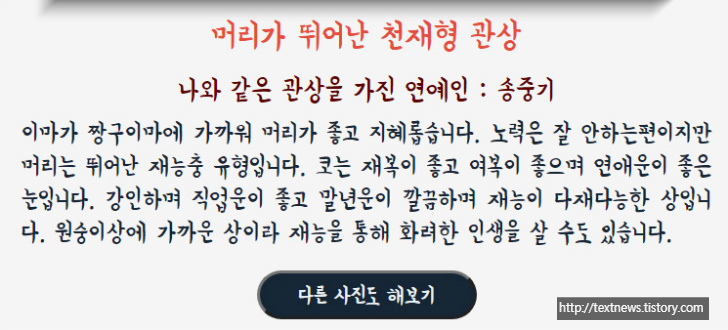 머리가 뛰어난 천재형 관상
나와 같은 관상을 가진 연예인 : 송중기
이마가 짱구이마에 가까워 머리가 좋고 지혜롭습니다. 노력은 잘 안하는편이지만
머리는 뛰어난 재능충 유형입니다. 코는 재복이 좋고 여복이 좋으며 연애운이 좋은
눈입니다. 강인하며 직업운이 좋고 말년운이 깔끔하며 재능이 다재다능한 상입니
다. 원숭이상에 가까운 상이라 재능을 통해 화려한 인생을 살 수도 있습니다.
다른 사진도 해보기
http://textnews.tistory.com